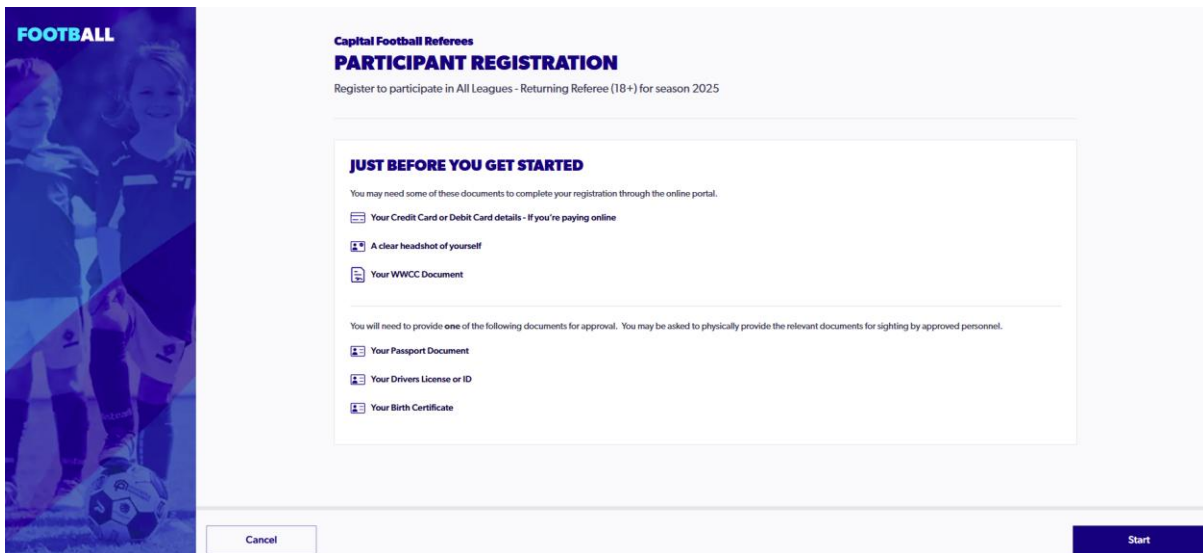 FOOTBALL
Capital Football Referees
PARTICIPANT REGISTRATION
Register to participate in All Leagues - Returning Referee (18+) for season 2025
JUST BEFORE YOU GET STARTED
You may need some of these documents to complete your registration through the online portal.
Your Credit Card or Debit Card details - If you're paying online
A clear headshot of yourself
Your WWCC Document
You will need to provide one of the following documents for approval. You may be asked to physically provide the relevant documents for sighting by approved personnel.
Your Passport Document
Your Drivers License or ID
Your Birth Certificate
Cancel
Start